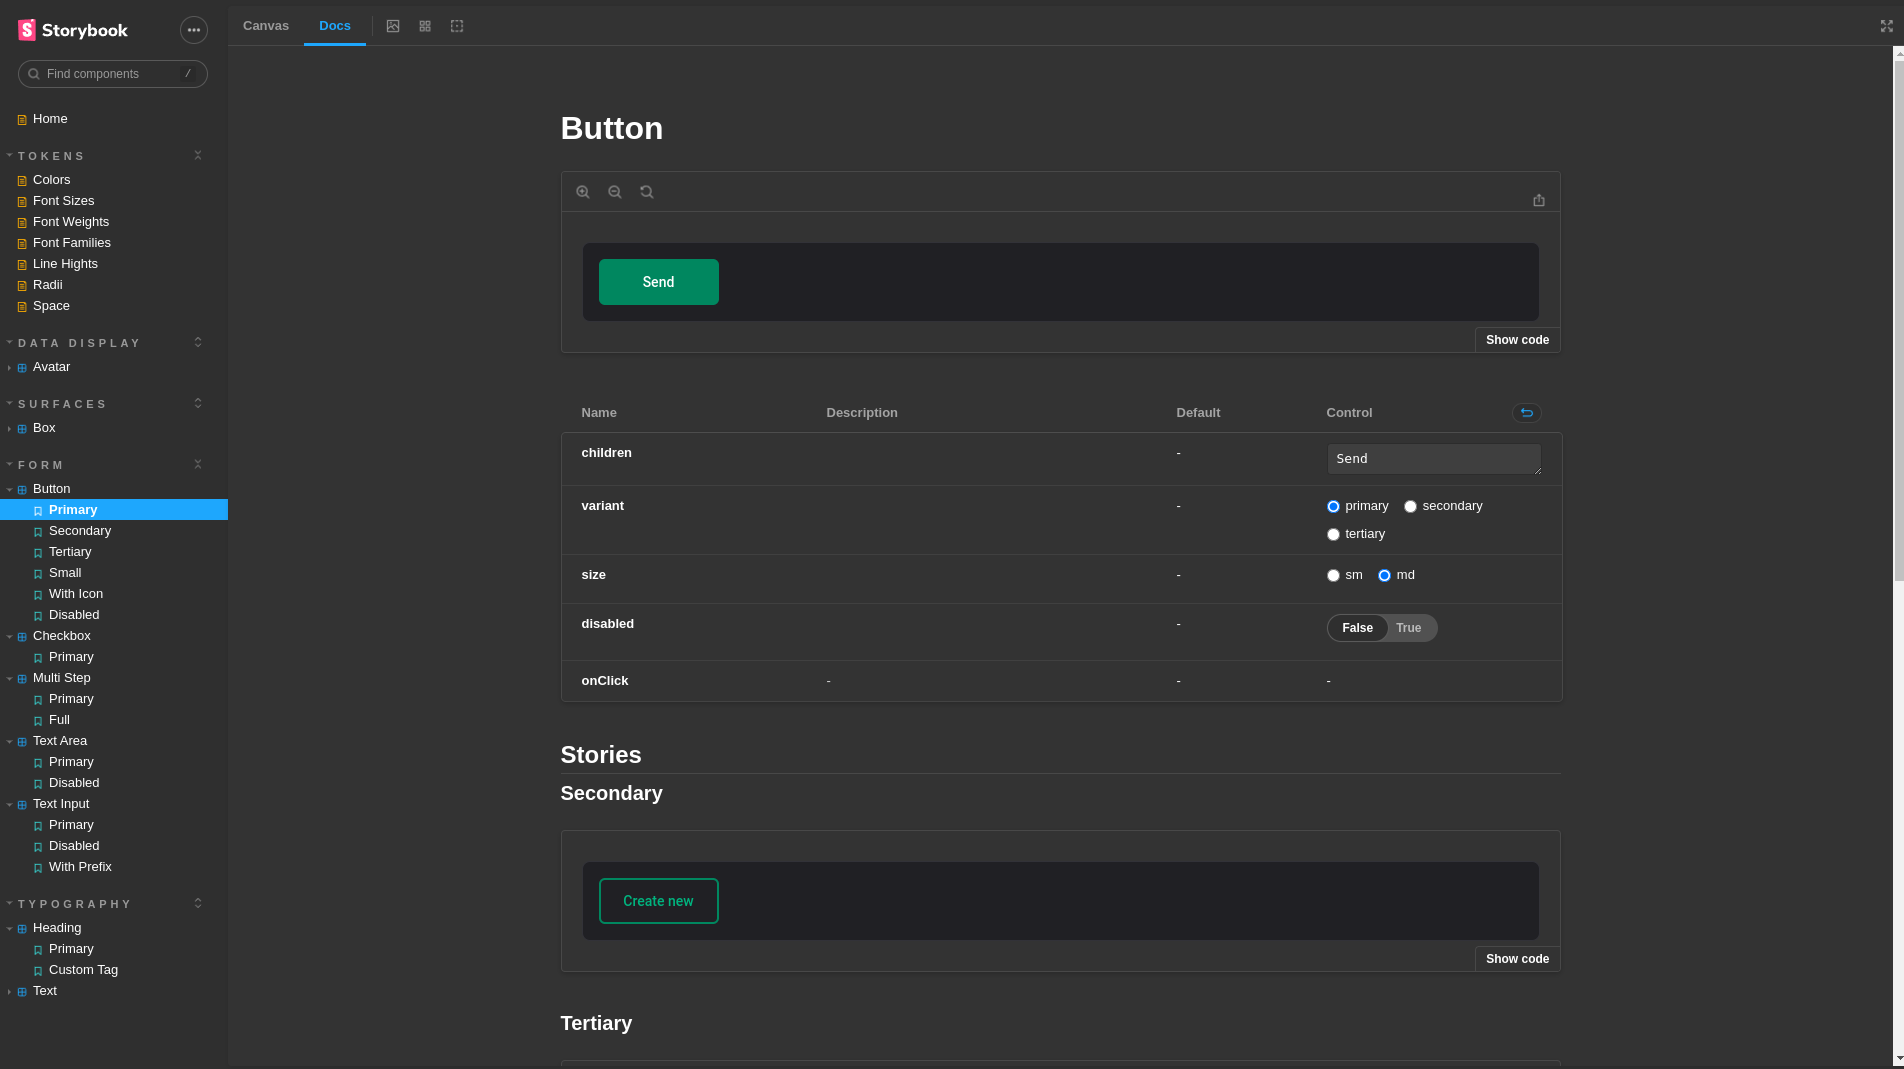 Storybook
Find components /
Home
TOKENS
Colors
Font Sizes
Font Weights
Font Families
Line Hights
Radii
Space
DATA DISPLAY
Avatar
SURFACES
Box
FORM
Button
Primary
Secondary
Tertiary
Small
With Icon
Disabled
Checkbox
Primary
Multi Step
Primary
Full
Text Area
Primary
Disabled
Text Input
Primary
Disabled
With Prefix
TYPOGRAPHY
Heading
Primary
Custom Tag
Text
Canvas Docs
Button
Send
Show code
Name Description Default Control
children - Send
variant - primary secondary
tertiary
size - sm md
disabled - False True
onClick - - -
Stories
Secondary
Create new
Show code
Tertiary